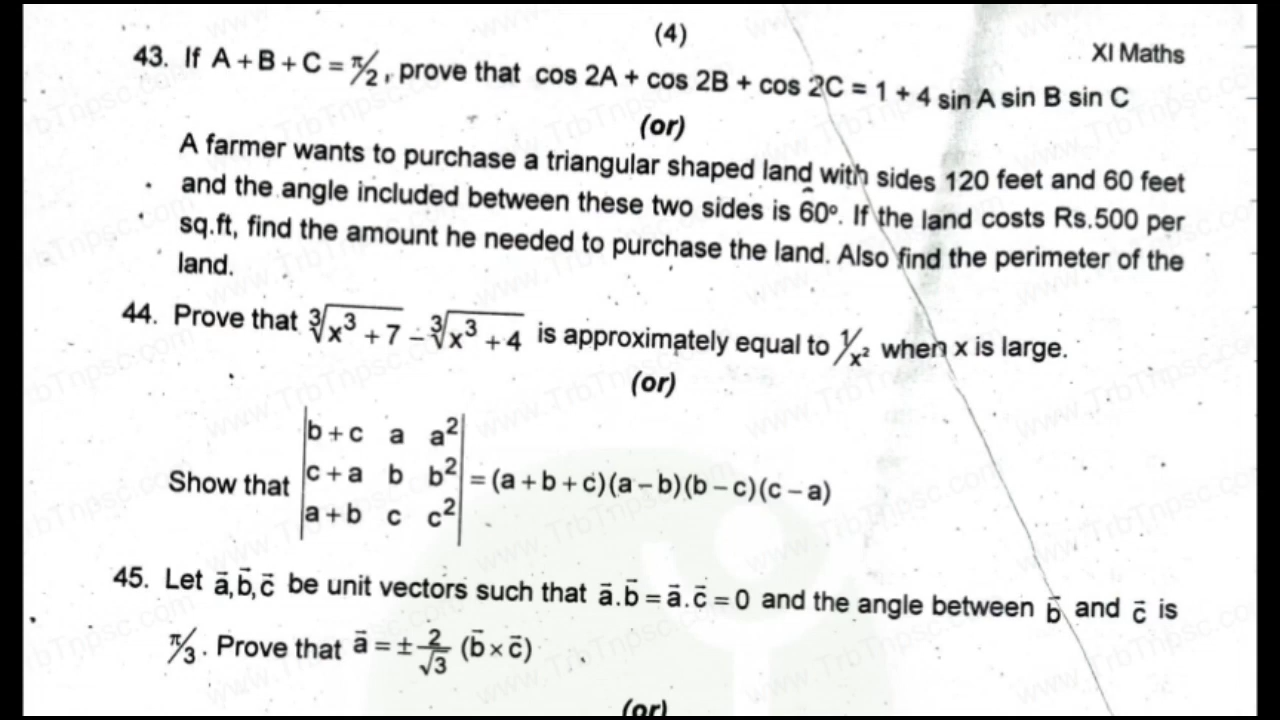 (4)
XI Maths
43. If A + B + C = π/2, prove that cos 2A + cos 2B + cos 2C = 1 + 4 sin A sin B sin C
(or)
A farmer wants to purchase a triangular shaped land with sides 120 feet and 60 feet
and the angle included between these two sides is 60°. If the land costs Rs.500 per
sq.ft, find the amount he needed to purchase the land. Also find the perimeter of the
land.
44. Prove that ∛(x³ + 7) – ∛(x³ + 4) is approximately equal to 1/x² when x is large.
(or)
Show that |b + c a a²| = (a + b + c)(a – b)(b – c)(c – a)
|c + a b b²|
|a + b c c²|
45. Let a⃗, b⃗, c⃗ be unit vectors such that a⃗.b⃗ = a⃗.c⃗ = 0 and the angle between b⃗ and c⃗ is
π/3. Prove that a⃗ = ± 2/√3 (b⃗ × c⃗)
(or)
www.TrbTnpsc.com